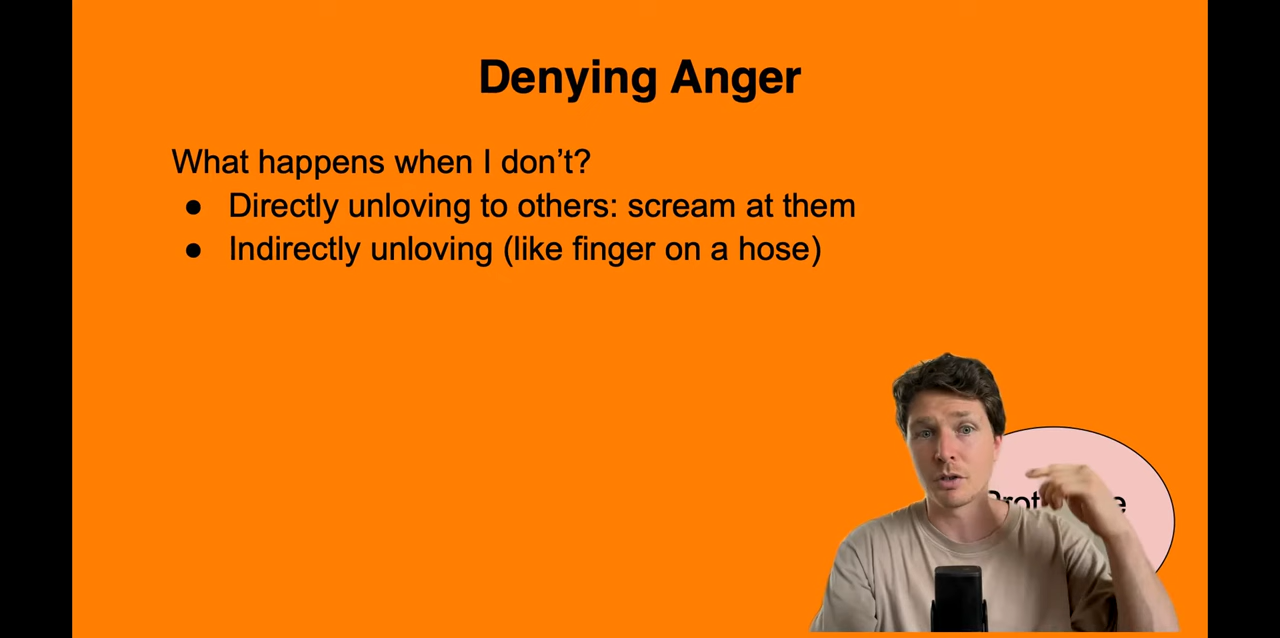 Denying Anger
What happens when I don’t?
● Directly unloving to others: scream at them
● Indirectly unloving (like finger on a hose)